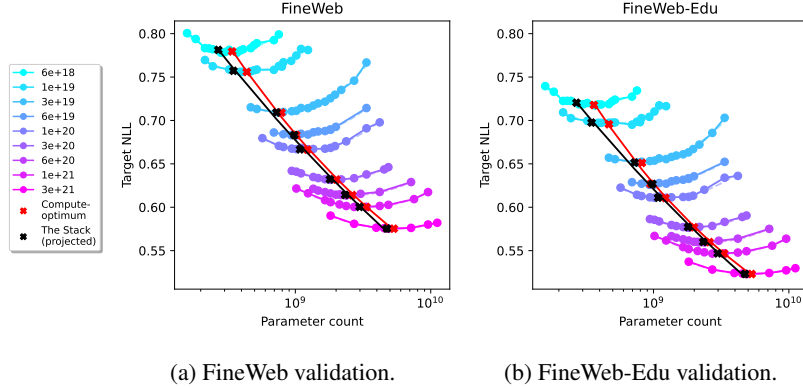 FineWeb
FineWeb-Edu
0.80
0.75
0.70
0.65
0.60
0.55
Target NLL
10⁹
10¹⁰
Parameter count
0.80
0.75
0.70
0.65
0.60
0.55
Target NLL
10⁹
10¹⁰
Parameter count
6e+18
1e+19
3e+19
6e+19
1e+20
3e+20
6e+20
1e+21
3e+21
Compute-
optimum
The Stack
(projected)
(a) FineWeb validation.
(b) FineWeb-Edu validation.